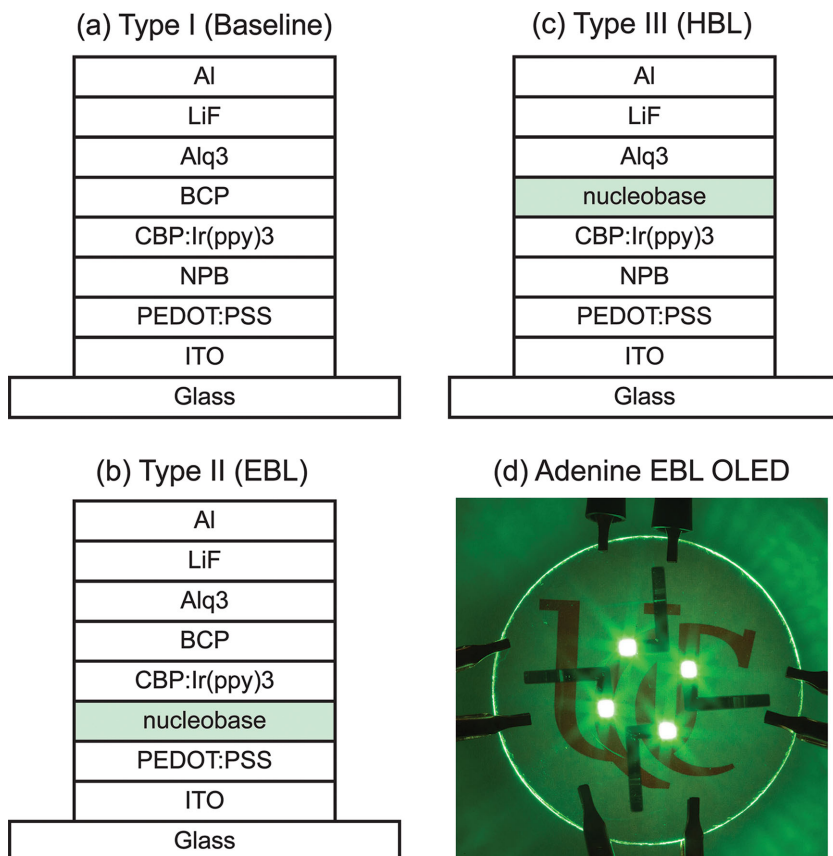 (a) Type I (Baseline)
Al
LiF
Alq3
BCP
CBP:Ir(ppy)3
NPB
PEDOT:PSS
ITO
Glass
(c) Type III (HBL)
Al
LiF
Alq3
nucleobase
CBP:Ir(ppy)3
NPB
PEDOT:PSS
ITO
Glass
(b) Type II (EBL)
Al
LiF
Alq3
BCP
CBP:Ir(ppy)3
nucleobase
PEDOT:PSS
ITO
Glass
(d) Adenine EBL OLED
UC